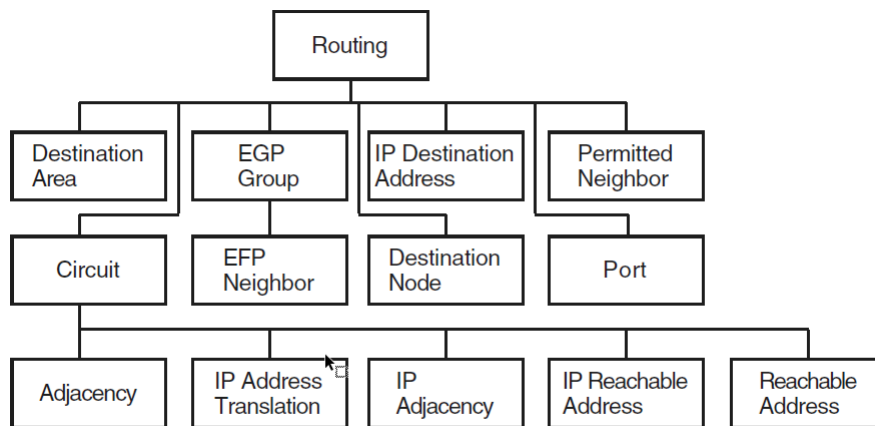 Routing
Destination
Area
EGP
Group
IP Destination
Address
Permitted
Neighbor
Circuit
EFP
Neighbor
Destination
Node
Port
Adjacency
IP Address
Translation
IP
Adjacency
IP Reachable
Address
Reachable
Address